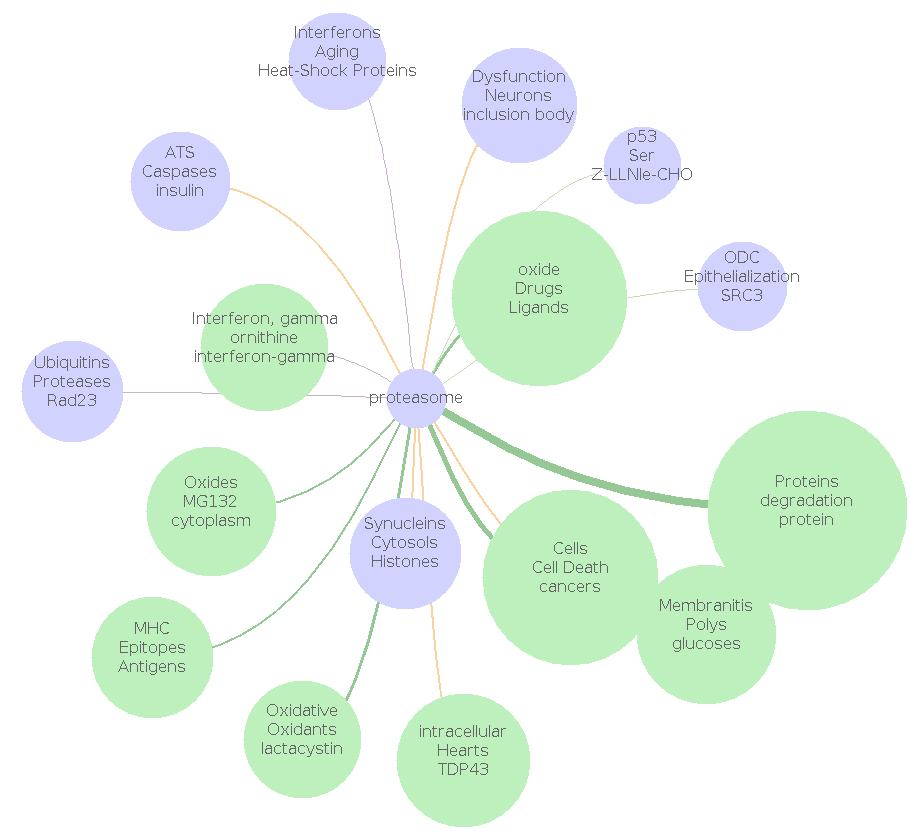 Interferons
Aging
Heat-Shock Proteins
Dysfunction
Neurons
inclusion body
p53
Ser
Z-LLNle-CHO
ATS
Caspases
insulin
oxide
Drugs
Ligands
ODC
Epithelialization
SRC3
Interferon, gamma
ornithine
interferon-gamma
Ubiquitins
Proteases
Rad23
proteasome
Oxides
MG132
cytoplasm
Synucleins
Cytosols
Histones
Cells
Cell Death
cancers
Proteins
degradation
protein
Membranitis
Polys
glucoses
MHC
Epitopes
Antigens
Oxidative
Oxidants
lactacystin
intracellular
Hearts
TDP43